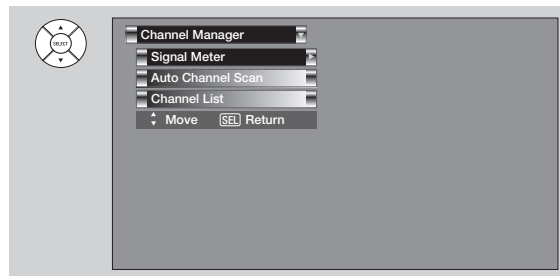 SELECT
Channel Manager
Signal Meter
Auto Channel Scan
Channel List
Move SEL Return